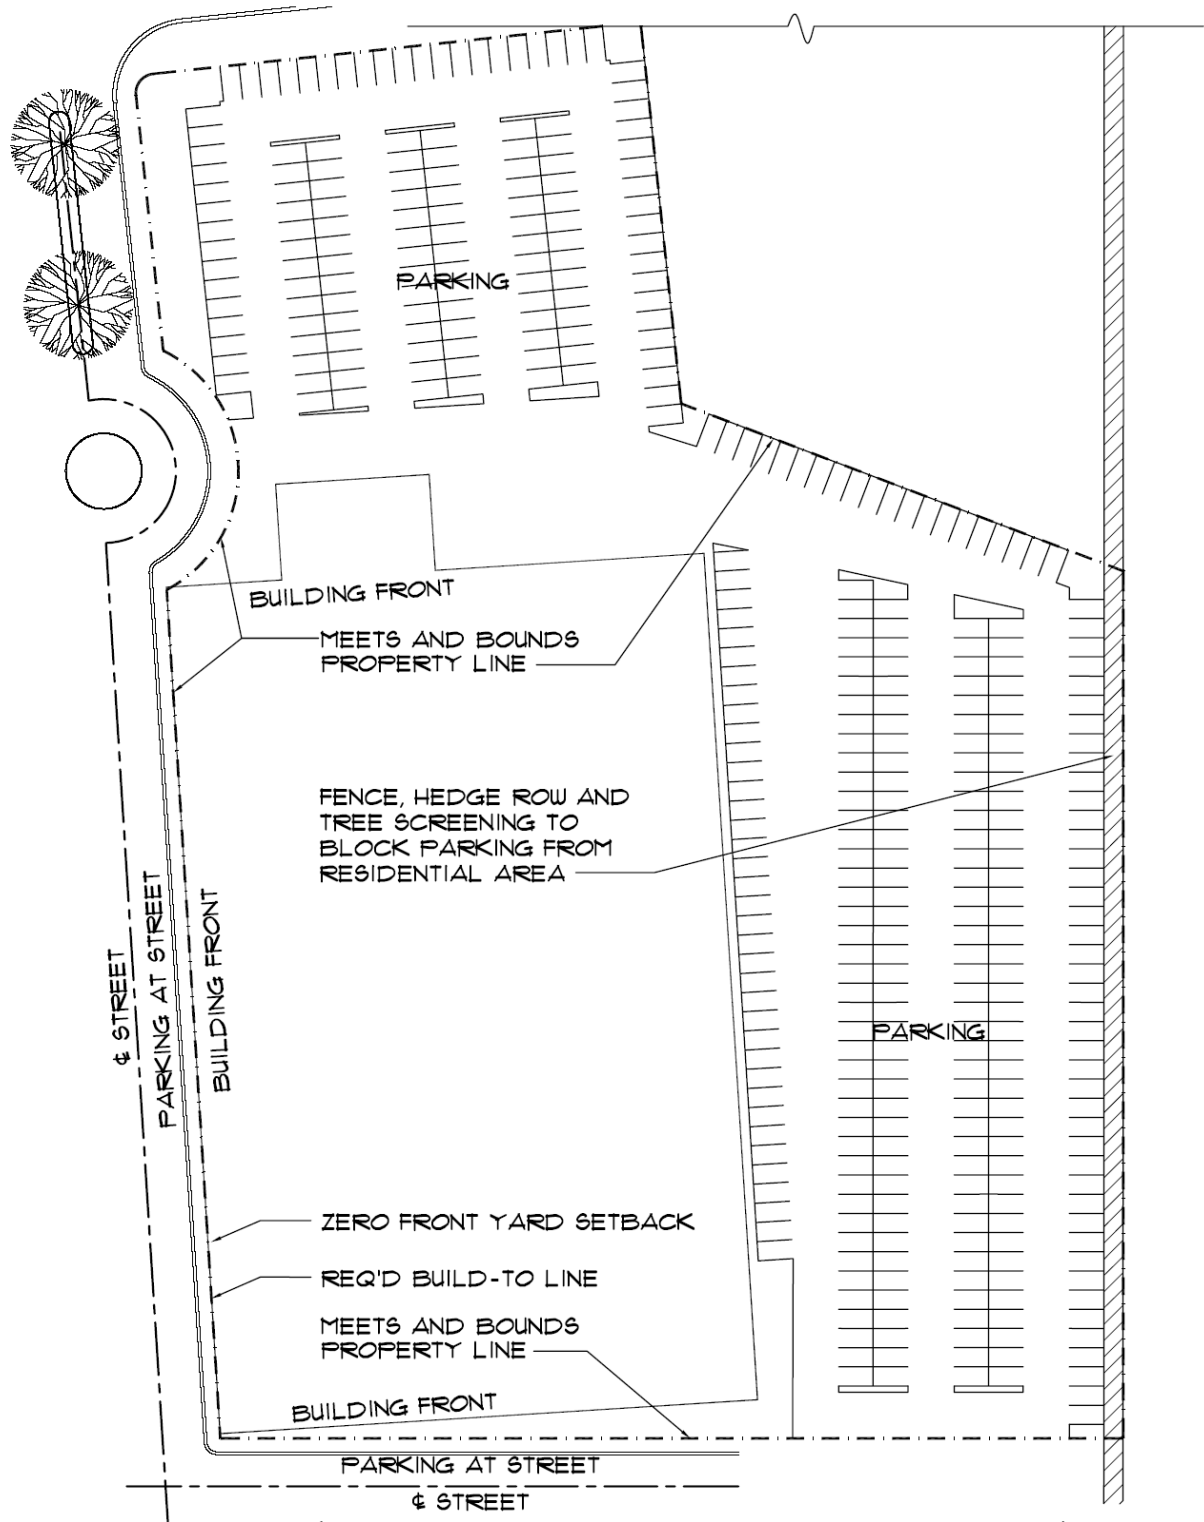 PARKING
BUILDING FRONT
MEETS AND BOUNDS
PROPERTY LINE
FENCE, HEDGE ROW AND
TREE SCREENING TO
BLOCK PARKING FROM
RESIDENTIAL AREA
℄ STREET
PARKING AT STREET
BUILDING FRONT
PARKING
ZERO FRONT YARD SETBACK
REQ'D BUILD-TO LINE
MEETS AND BOUNDS
PROPERTY LINE
BUILDING FRONT
PARKING AT STREET
℄ STREET